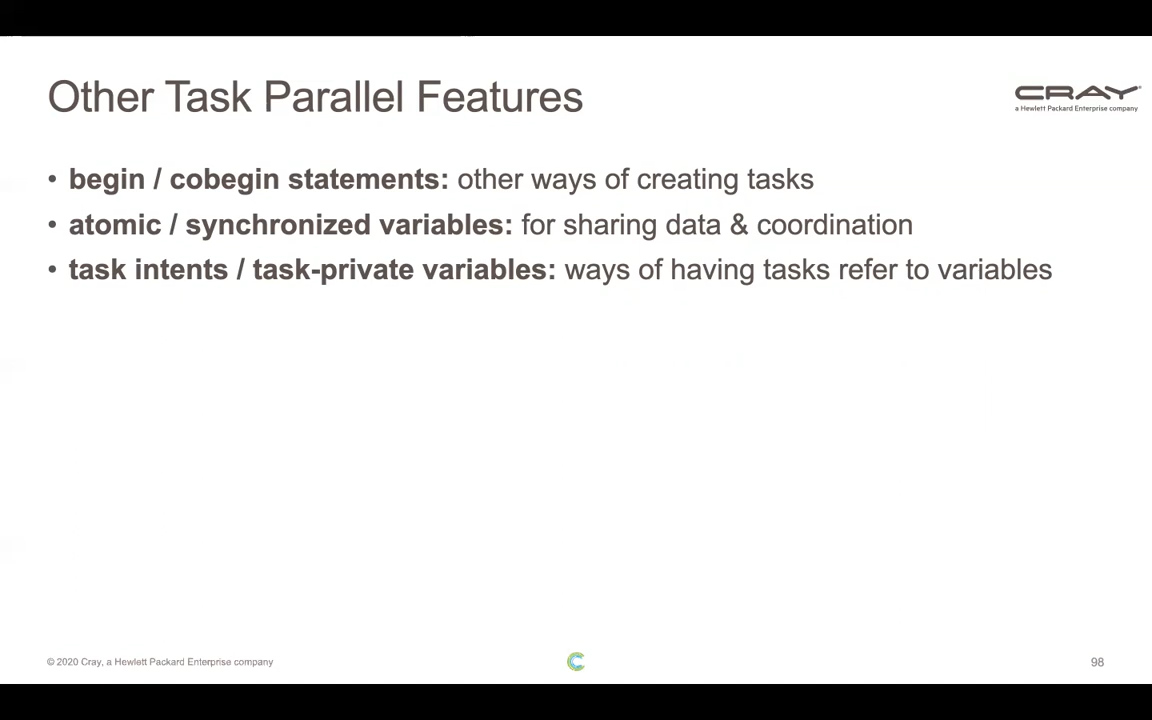 Other Task Parallel Features
CRAY
a Hewlett Packard Enterprise company
• begin / cobegin statements: other ways of creating tasks
• atomic / synchronized variables: for sharing data & coordination
• task intents / task-private variables: ways of having tasks refer to variables
© 2020 Cray, a Hewlett Packard Enterprise company
98